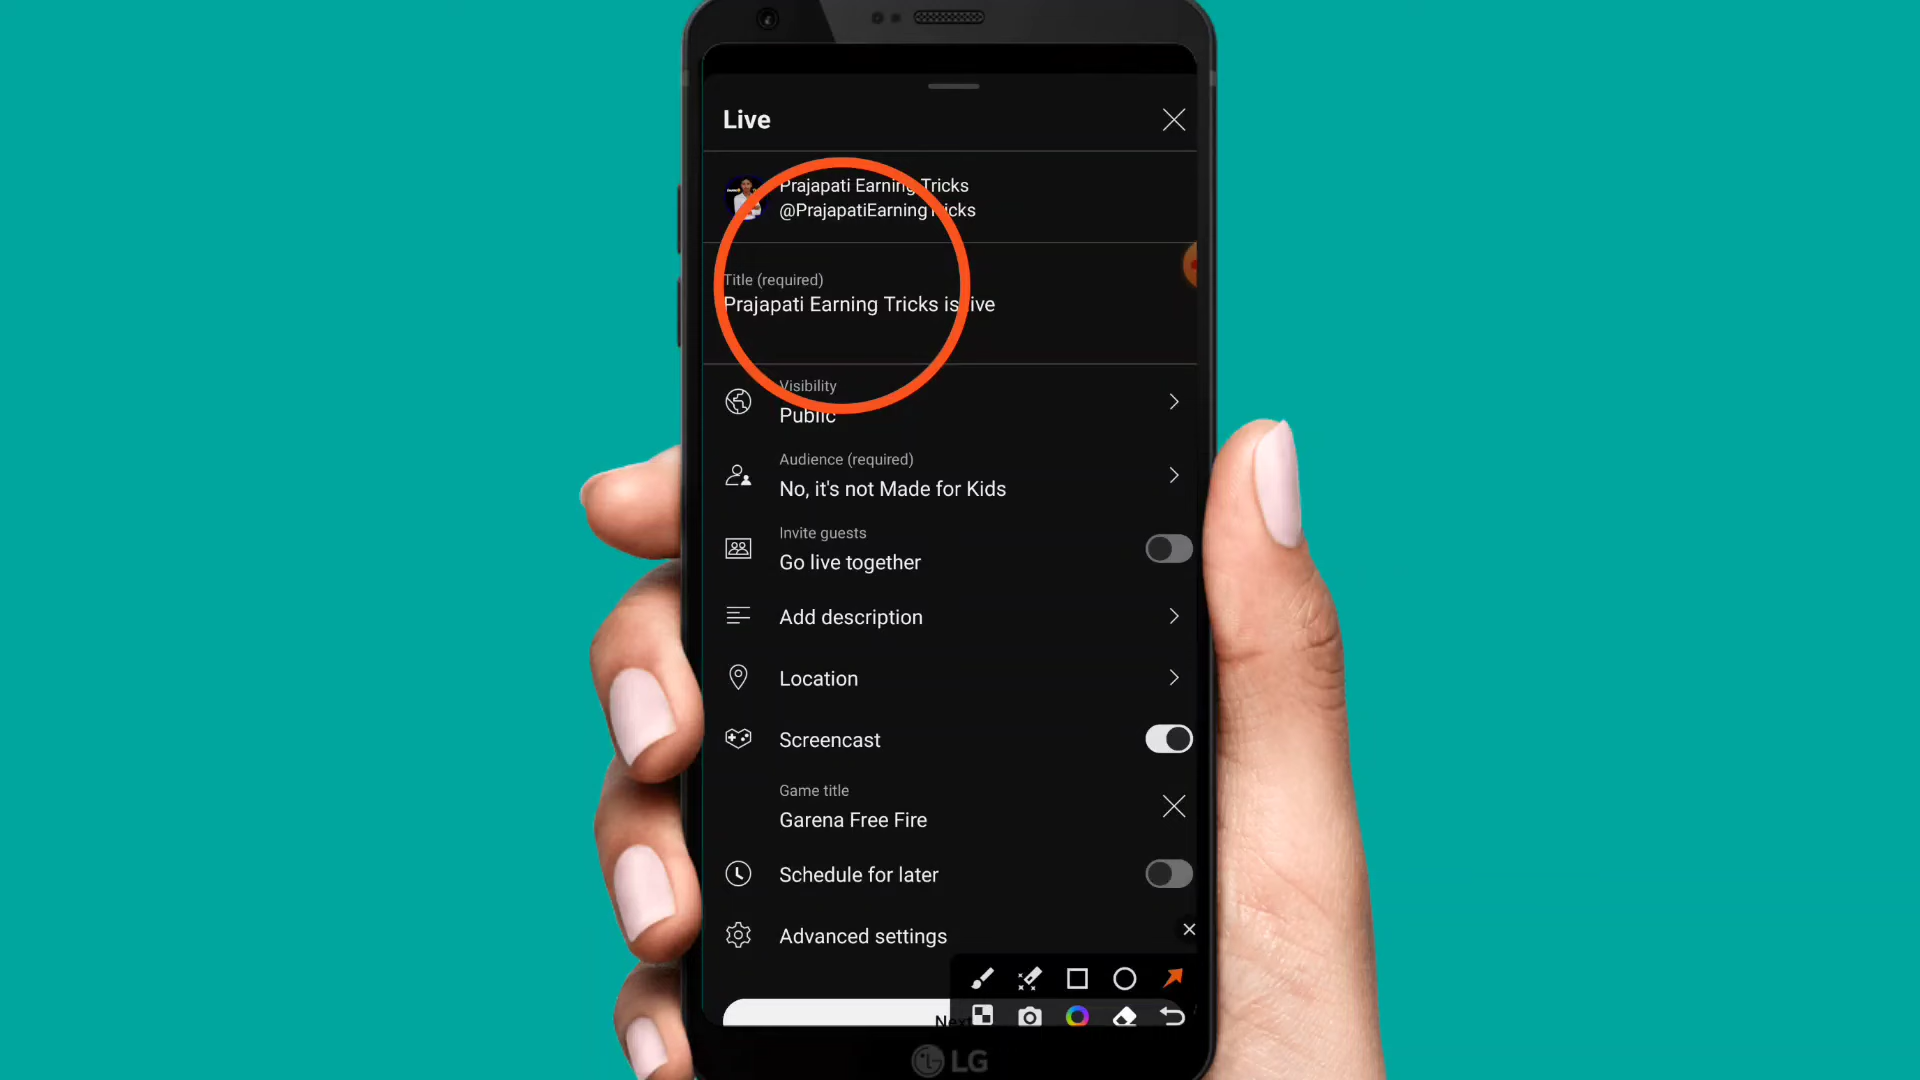 Live
Prajapati Earning Tricks
@PrajapatiEarningTricks
Title (required)
Prajapati Earning Tricks is live
Visibility
Public
Audience (required)
No, it's not Made for Kids
Invite guests
Go live together
Add description
Location
Screencast
Game title
Garena Free Fire
Schedule for later
Advanced settings
Next
LG